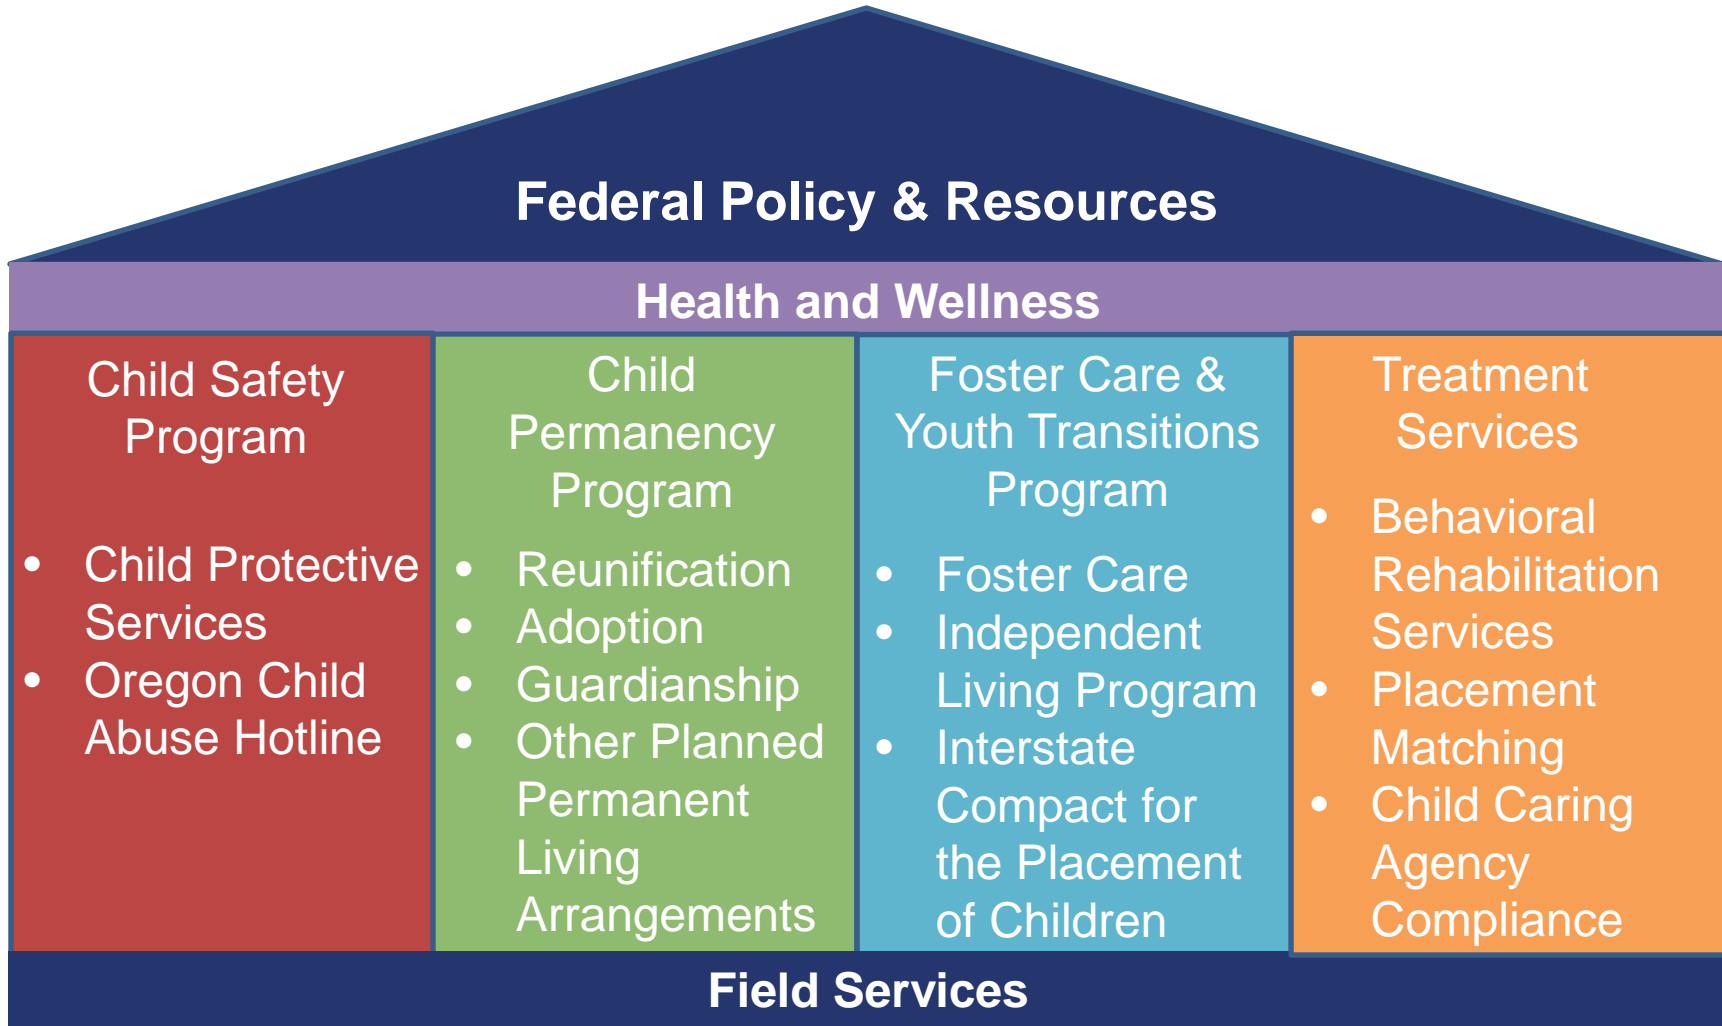 Federal Policy & Resources
Health and Wellness
Child Safety
Program
• Child Protective
Services
• Oregon Child
Abuse Hotline
Child
Permanency
Program
• Reunification
• Adoption
• Guardianship
• Other Planned
Permanent
Living
Arrangements
Foster Care &
Youth Transitions
Program
• Foster Care
• Independent
Living Program
• Interstate
Compact for
the Placement
of Children
Treatment
Services
• Behavioral
Rehabilitation
Services
• Placement
Matching
• Child Caring
Agency
Compliance
Field Services